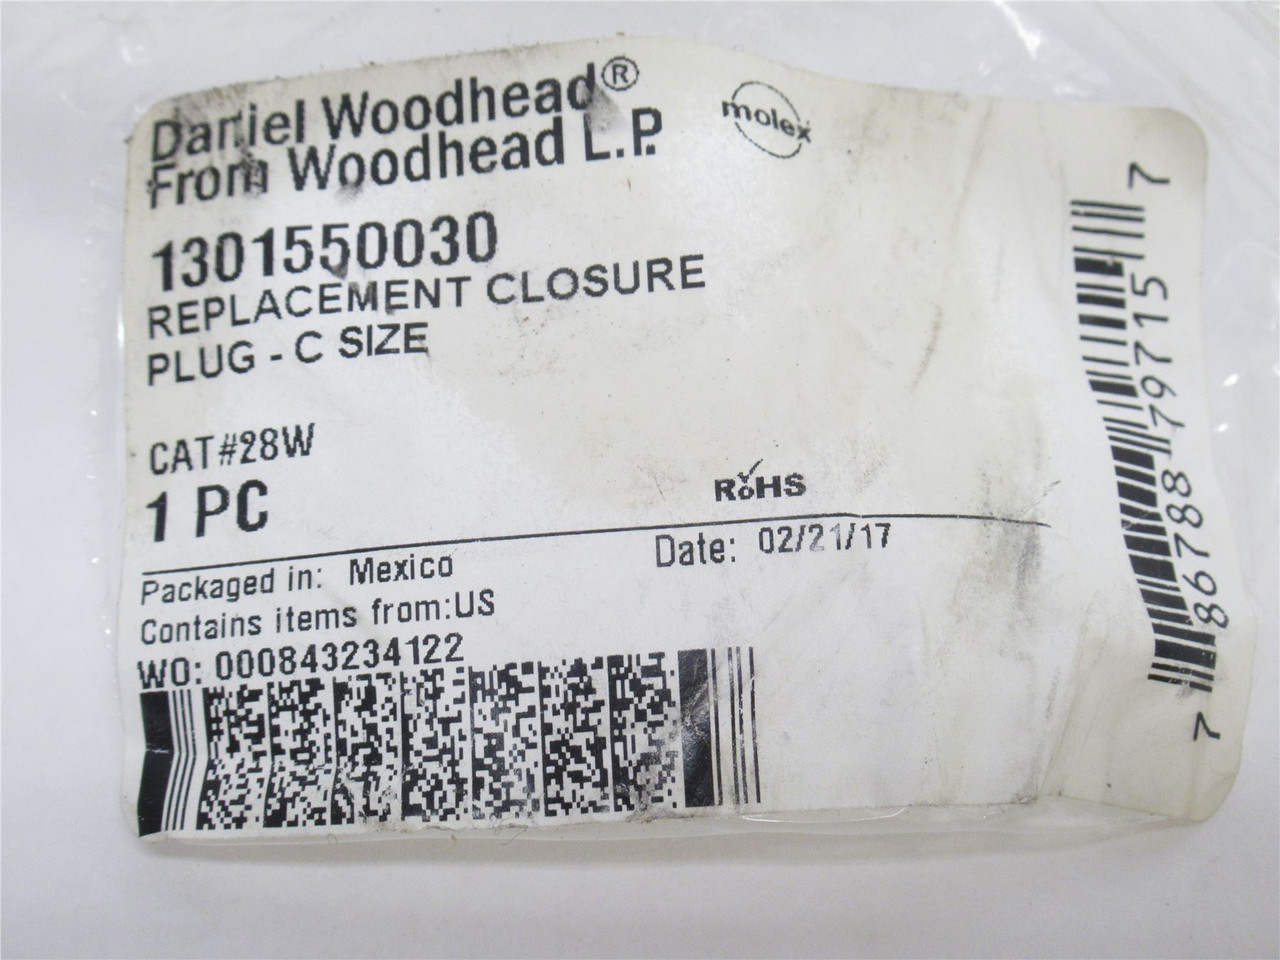 Daniel Woodhead®
From Woodhead L.P.
molex
1301550030
REPLACEMENT CLOSURE
PLUG - C SIZE
CAT#28W
1 PC
RoHS
Packaged in: Mexico
Date: 02/21/17
Contains items from:US
WO: 000843234122
7 86788 79715 7